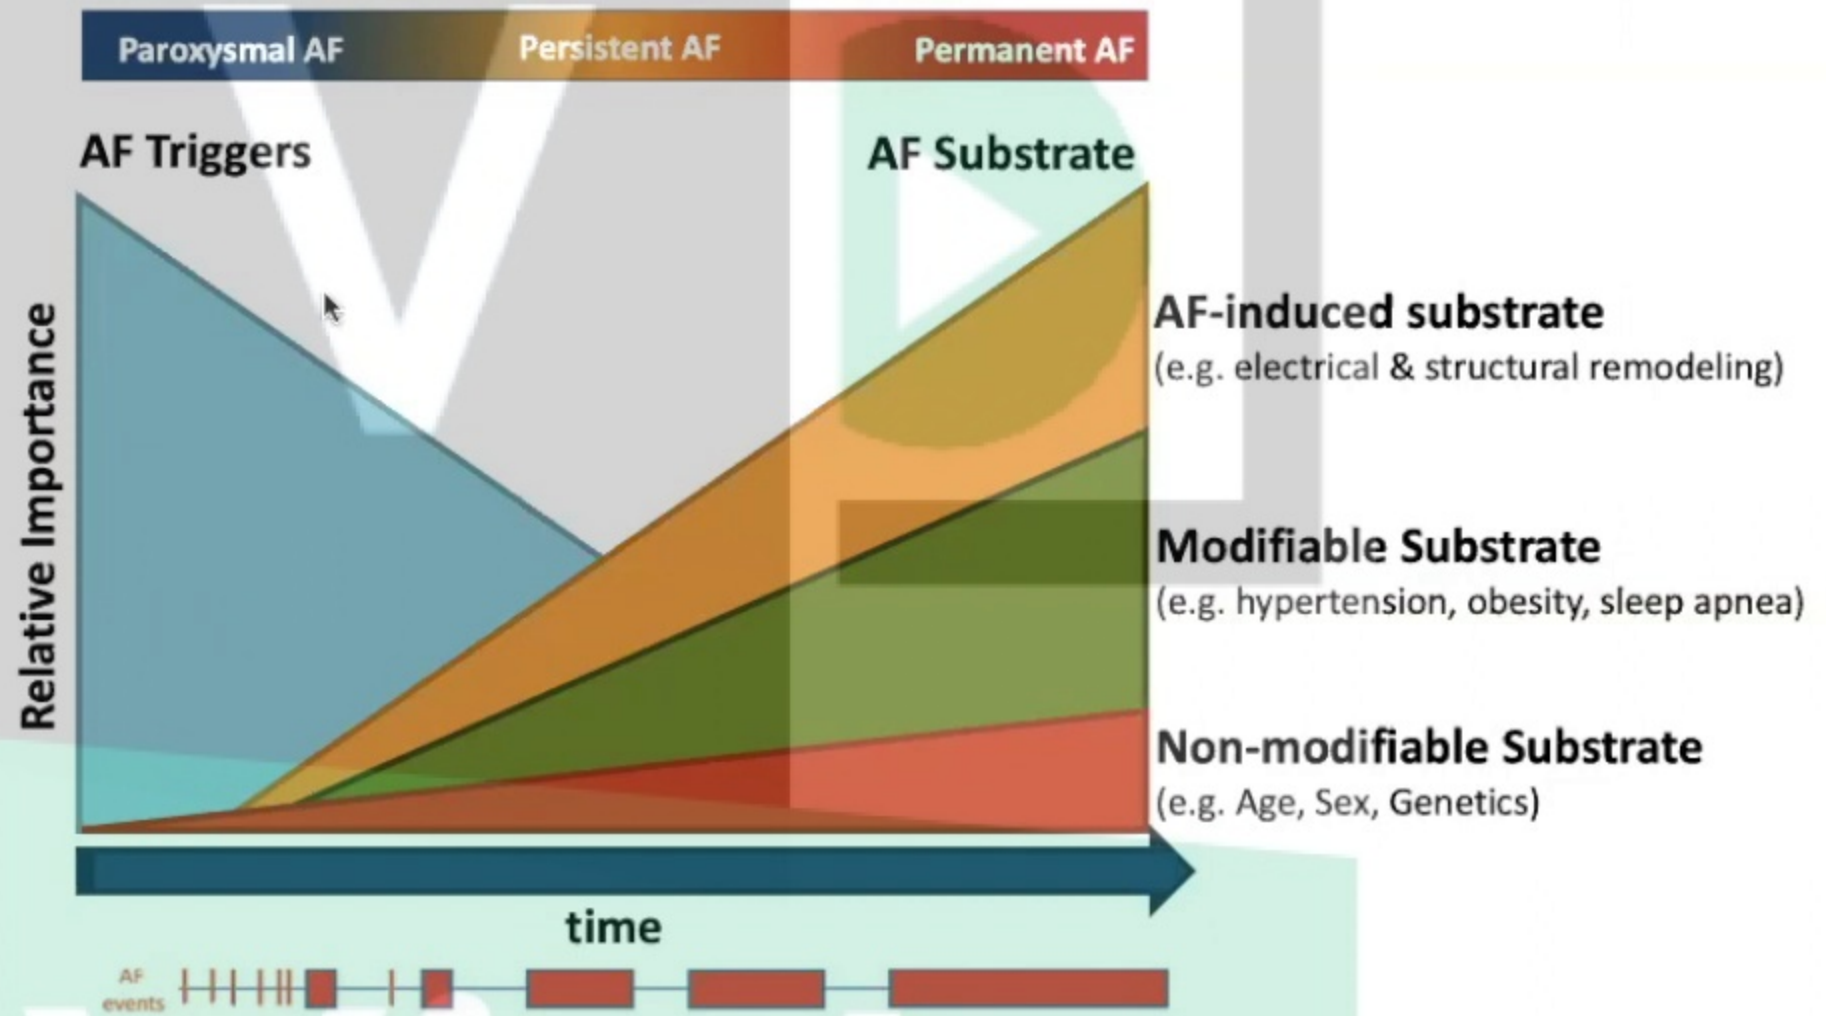 Paroxysmal AF Persistent AF Permanent AF
AF Triggers AF Substrate
Relative Importance
AF-induced substrate
(e.g. electrical & structural remodeling)
Modifiable Substrate
(e.g. hypertension, obesity, sleep apnea)
Non-modifiable Substrate
(e.g. Age, Sex, Genetics)
time
AF
events